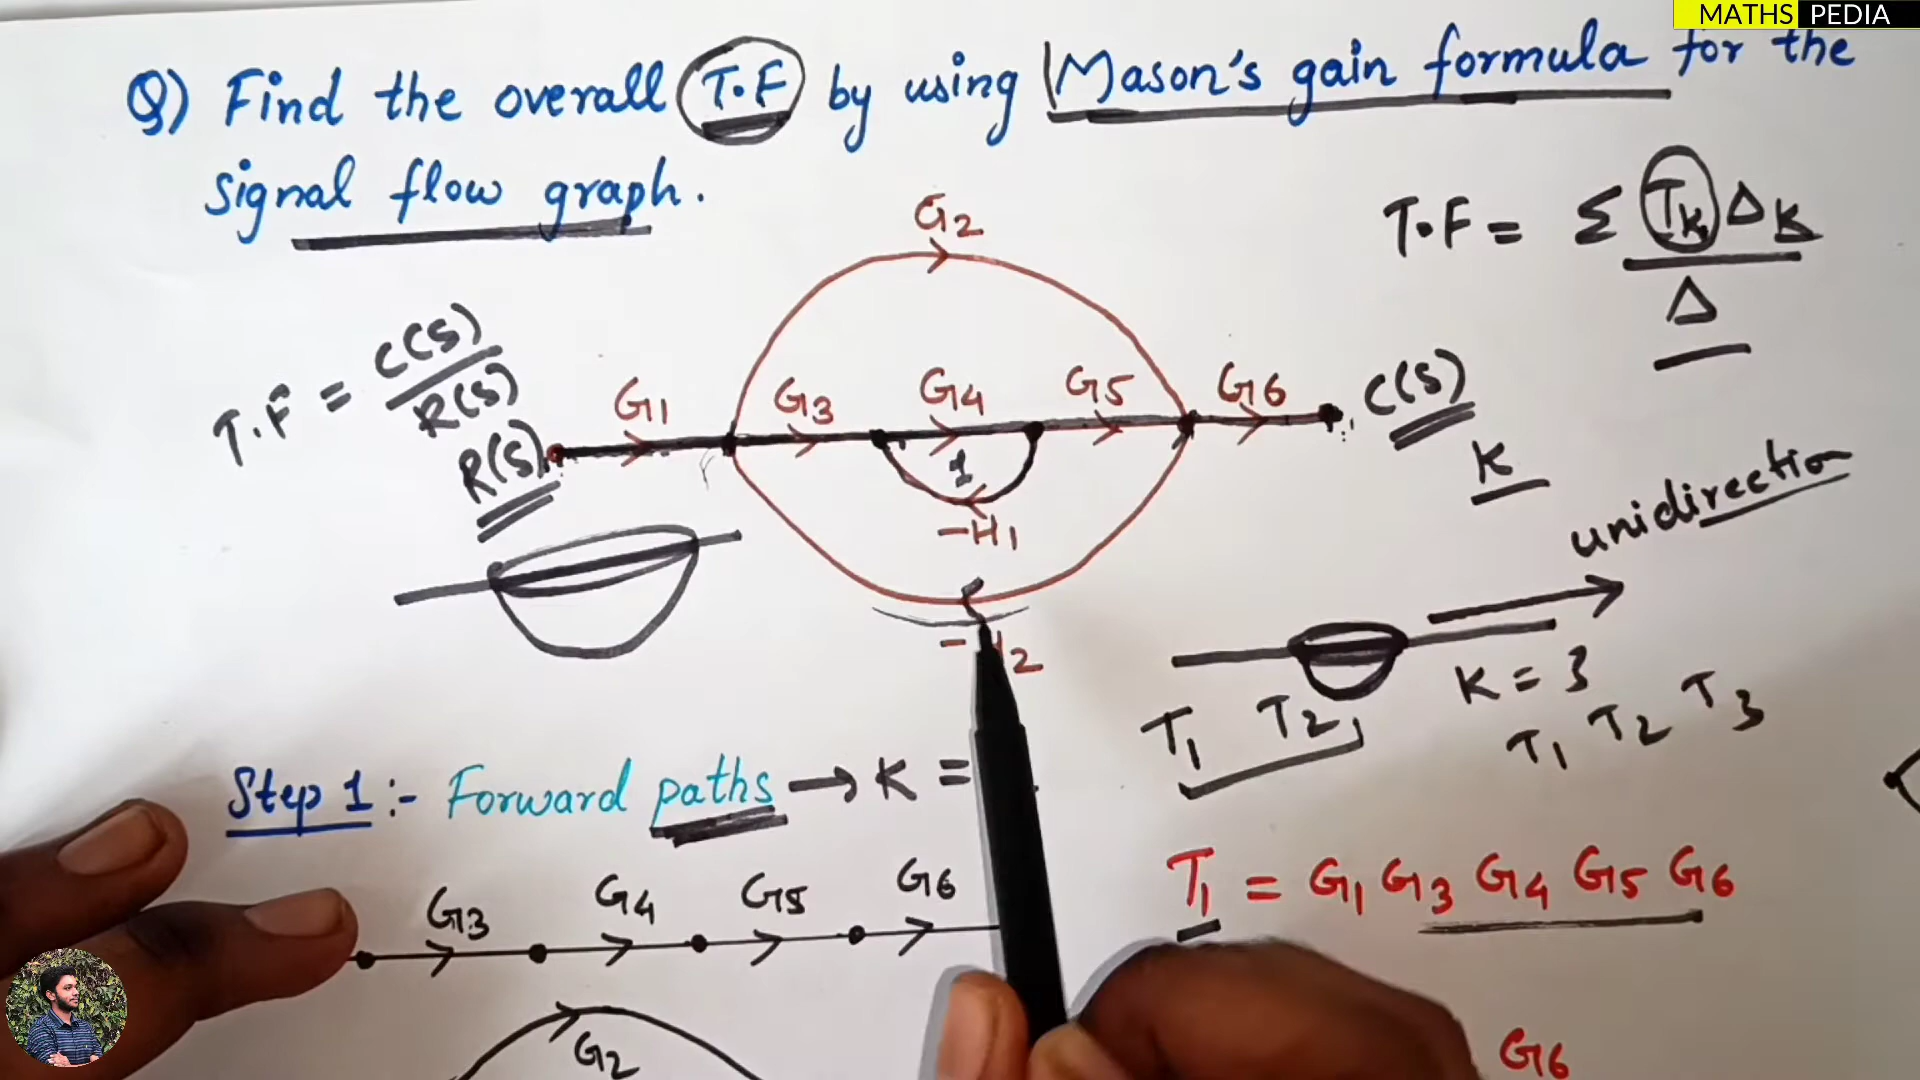 MATHS PEDIA
Q) Find the overall T.F by using Mason's gain formula for the
signal flow graph.
T.F = Σ Tk Δk
Δ
G2
T.F = C(S)
R(S)
R(S)
G1 G3 G4 G5 G6
C(S)
1
-H1
K
unidirection
T1 T2
K = 3
T1 T2 T3
Step 1 :- Forward paths → K =
T1 = G1 G3 G4 G5 G6
G3 G4 G5 G6
G2
G6